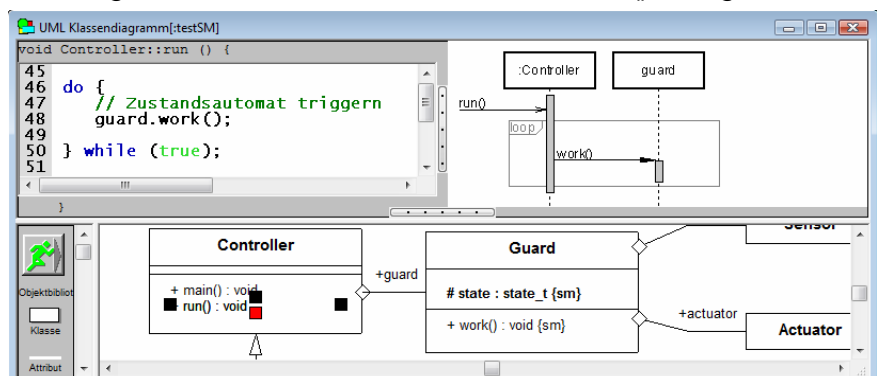 UML Klassendiagramm[:testSM]
void Controller::run () {
45
46 do {
47 // Zustandsautomat triggern
48 guard.work();
49
50 } while (true);
51
}
:Controller
guard
run()
loop
work()
Objektbibliot
Klasse
Attribut
Controller
+ main() : void
run() : void
+guard
Guard
# state : state_t {sm}
+ work() : void {sm}
Sensor
+actuator
Actuator